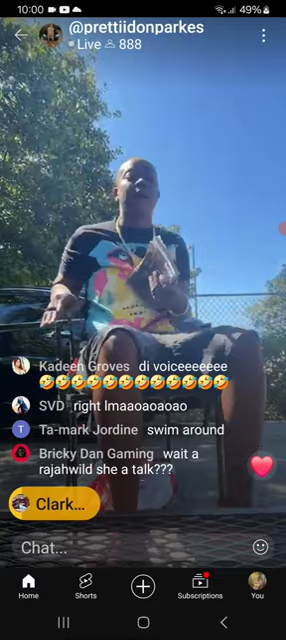 10:00
49%
@prettiidonparkes
Live 888
Kadeen Groves di voiceeeeeee
SVD right lmaaoaoaoao
T Ta-mark Jordine swim around
Bricky Dan Gaming wait a
rajahwild she a talk???
Clark...
Chat...
Home Shorts Subscriptions You